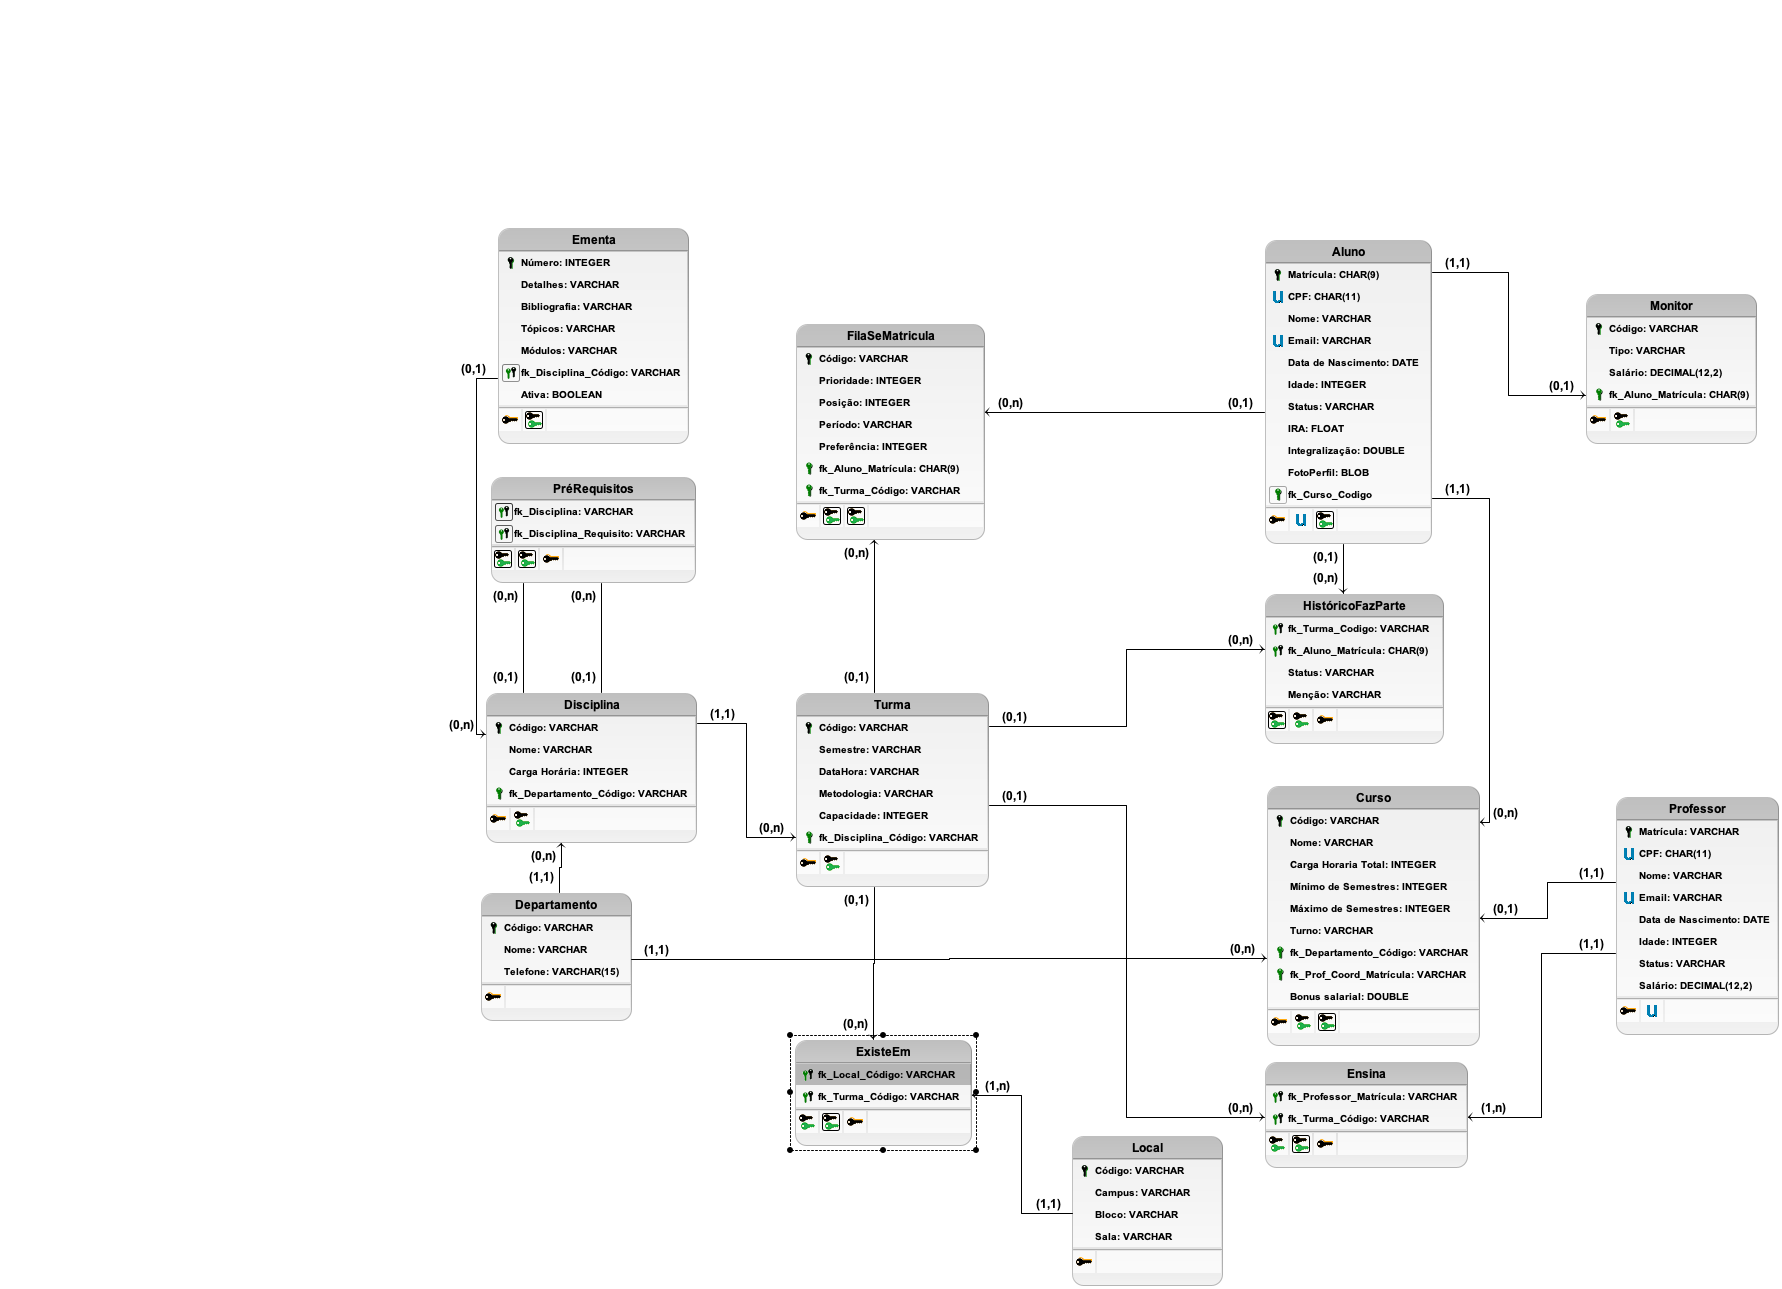 Ementa
Número: INTEGER
Detalhes: VARCHAR
Bibliografia: VARCHAR
Tópicos: VARCHAR
Módulos: VARCHAR
fk_Disciplina_Código: VARCHAR
Ativa: BOOLEAN
(0,1)
(0,n)
PréRequisitos
fk_Disciplina: VARCHAR
fk_Disciplina_Requisito: VARCHAR
(0,n)
(0,n)
(0,1)
(0,1)
Disciplina
Código: VARCHAR
Nome: VARCHAR
Carga Horária: INTEGER
fk_Departamento_Código: VARCHAR
(1,1)
(0,n)
(0,n)
(1,1)
Departamento
Código: VARCHAR
Nome: VARCHAR
Telefone: VARCHAR(15)
(1,1)
(0,n)
FilaSeMatricula
Código: VARCHAR
Prioridade: INTEGER
Posição: INTEGER
Período: VARCHAR
Preferência: INTEGER
fk_Aluno_Matrícula: CHAR(9)
fk_Turma_Código: VARCHAR
(0,n)
(0,1)
(0,n)
(0,1)
Turma
Código: VARCHAR
Semestre: VARCHAR
DataHora: VARCHAR
Metodologia: VARCHAR
Capacidade: INTEGER
fk_Disciplina_Código: VARCHAR
(0,1)
(0,n)
(0,1)
(0,n)
(0,1)
(0,n)
ExisteEm
fk_Local_Código: VARCHAR
fk_Turma_Código: VARCHAR
(1,n)
(1,1)
Local
Código: VARCHAR
Campus: VARCHAR
Bloco: VARCHAR
Sala: VARCHAR
Aluno
Matrícula: CHAR(9)
u CPF: CHAR(11)
Nome: VARCHAR
u Email: VARCHAR
Data de Nascimento: DATE
Idade: INTEGER
Status: VARCHAR
IRA: FLOAT
Integralização: DOUBLE
FotoPerfil: BLOB
fk_Curso_Codigo
u
(1,1)
(0,1)
(1,1)
(0,n)
(0,1)
(0,n)
Monitor
Código: VARCHAR
Tipo: VARCHAR
Salário: DECIMAL(12,2)
fk_Aluno_Matrícula: CHAR(9)
HistóricoFazParte
fk_Turma_Codigo: VARCHAR
fk_Aluno_Matrícula: CHAR(9)
Status: VARCHAR
Menção: VARCHAR
Curso
Código: VARCHAR
Nome: VARCHAR
Carga Horaria Total: INTEGER
Mínimo de Semestres: INTEGER
Máximo de Semestres: INTEGER
Turno: VARCHAR
fk_Departamento_Código: VARCHAR
fk_Prof_Coord_Matrícula: VARCHAR
Bonus salarial: DOUBLE
Professor
Matrícula: VARCHAR
u CPF: CHAR(11)
Nome: VARCHAR
u Email: VARCHAR
Data de Nascimento: DATE
Idade: INTEGER
Status: VARCHAR
Salário: DECIMAL(12,2)
u
(1,1)
(0,1)
(1,1)
(1,n)
Ensina
fk_Professor_Matrícula: VARCHAR
fk_Turma_Código: VARCHAR